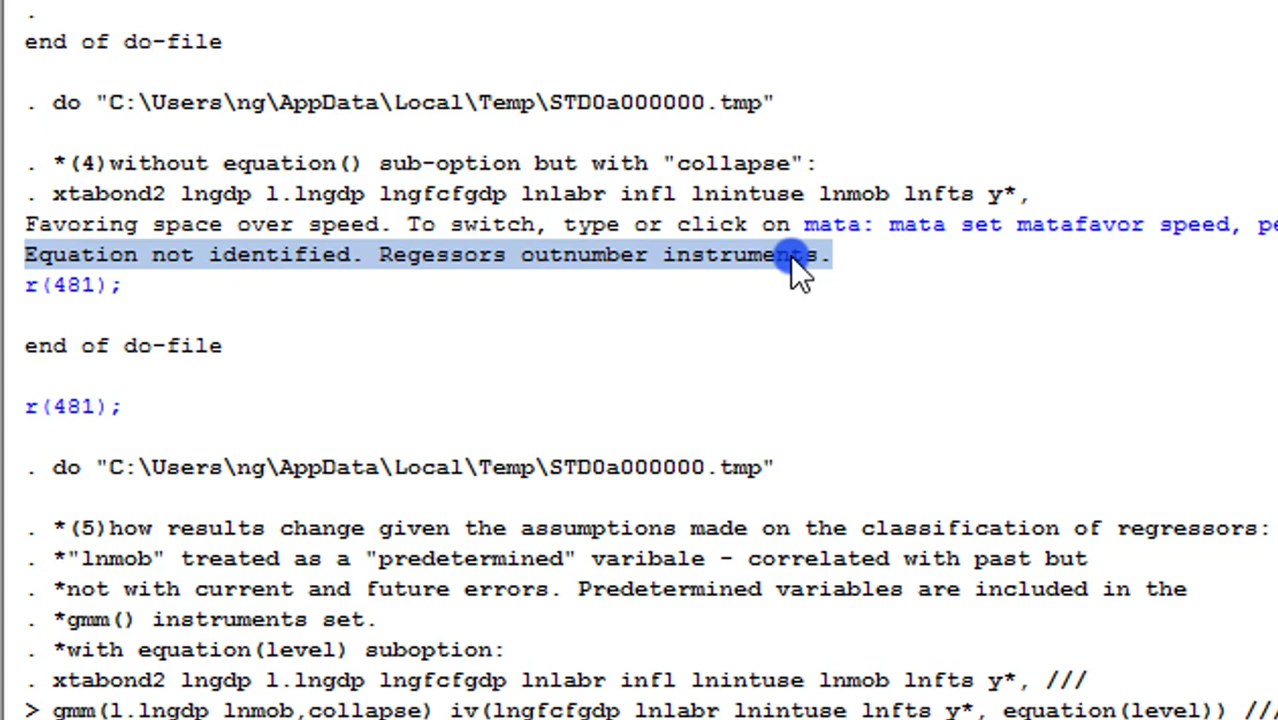 .
end of do-file
. do "C:\Users\ng\AppData\Local\Temp\STD0a000000.tmp"
. *(4)without equation() sub-option but with "collapse":
. xtabond2 lngdp l.lngdp lngfcfgdp lnlabr infl lnintuse lnmob lnfts y*,
Favoring space over speed. To switch, type or click on mata: mata set matafavor speed, pe
Equation not identified. Regessors outnumber instruments.
r(481);
end of do-file
r(481);
. do "C:\Users\ng\AppData\Local\Temp\STD0a000000.tmp"
. *(5)how results change given the assumptions made on the classification of regressors:
. *"lnmob" treated as a "predetermined" varibale - correlated with past but
. *not with current and future errors. Predetermined variables are included in the
. *gmm() instruments set.
. *with equation(level) suboption:
. xtabond2 lngdp l.lngdp lngfcfgdp lnlabr infl lnintuse lnmob lnfts y*, ///
> gmm(l.lngdp lnmob,collapse) iv(lngfcfgdp lnlabr lnintuse lnfts y*, equation(level)) //